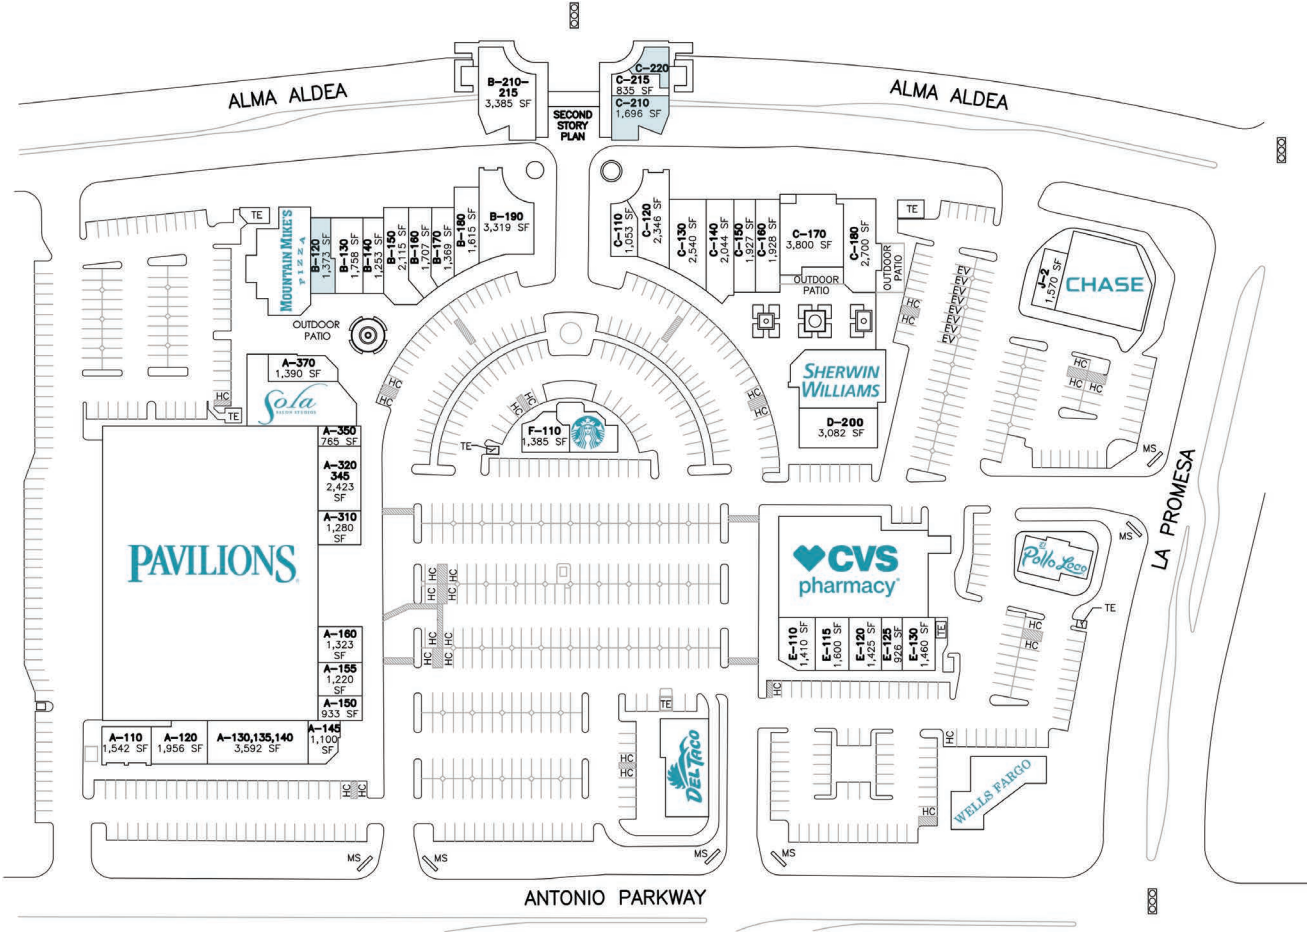 ALMA ALDEA
B-210-
215
3,385 SF
SECOND
STORY
PLAN
C-220
C-215
835 SF
C-210
1,696 SF
ALMA ALDEA
TE
MOUNTAIN MIKE'S
PIZZA
B-120
1,373 SF
B-130
1,758 SF
B-140
1,253 SF
B-150
2,115 SF
B-160
1,707 SF
B-170
1,369 SF
B-180
1,615 SF
B-190
3,319 SF
C-110
1,053 SF
C-120
2,346 SF
C-130
2,540 SF
C-140
2,044 SF
C-150
1,927 SF
C-160
1,928 SF
C-170
3,800 SF
C-180
2,700 SF
OUTDOOR
PATIO
OUTDOOR
PATIO
TE
EV
EV
EV
EV
EV
EV
EV
EV
HC
HC
J-2
1,570 SF
CHASE
OUTDOOR
PATIO
A-370
1,390 SF
Sola
SALON STUDIOS
HC
TE
HC
HC
HC
HC
F-110
1,385 SF
TE
HC
HC
SHERWIN
WILLIAMS
D-200
3,082 SF
HC
HC HC
MS
LA PROMESA
A-350
765 SF
A-320
345
2,423
SF
A-310
1,280
SF
PAVILIONS
A-160
1,323
SF
A-155
1,220
SF
A-150
933 SF
A-145
1,100
SF
A-110
1,542 SF
A-120
1,956 SF
A-130,135,140
3,592 SF
HC
HC
HC
HC
HC
HC
HC
HC
HC
HC
CVS
pharmacy
E-110
1,410 SF
E-115
1,600 SF
E-120
1,425 SF
E-125
926 SF
E-130
1,460 SF
TE
HC
El
Pollo Loco
MS
TE
HC
HC
HC
TE
HC
HC
DEL TACO
WELLS FARGO
HC
MS
MS
MS
MS
ANTONIO PARKWAY